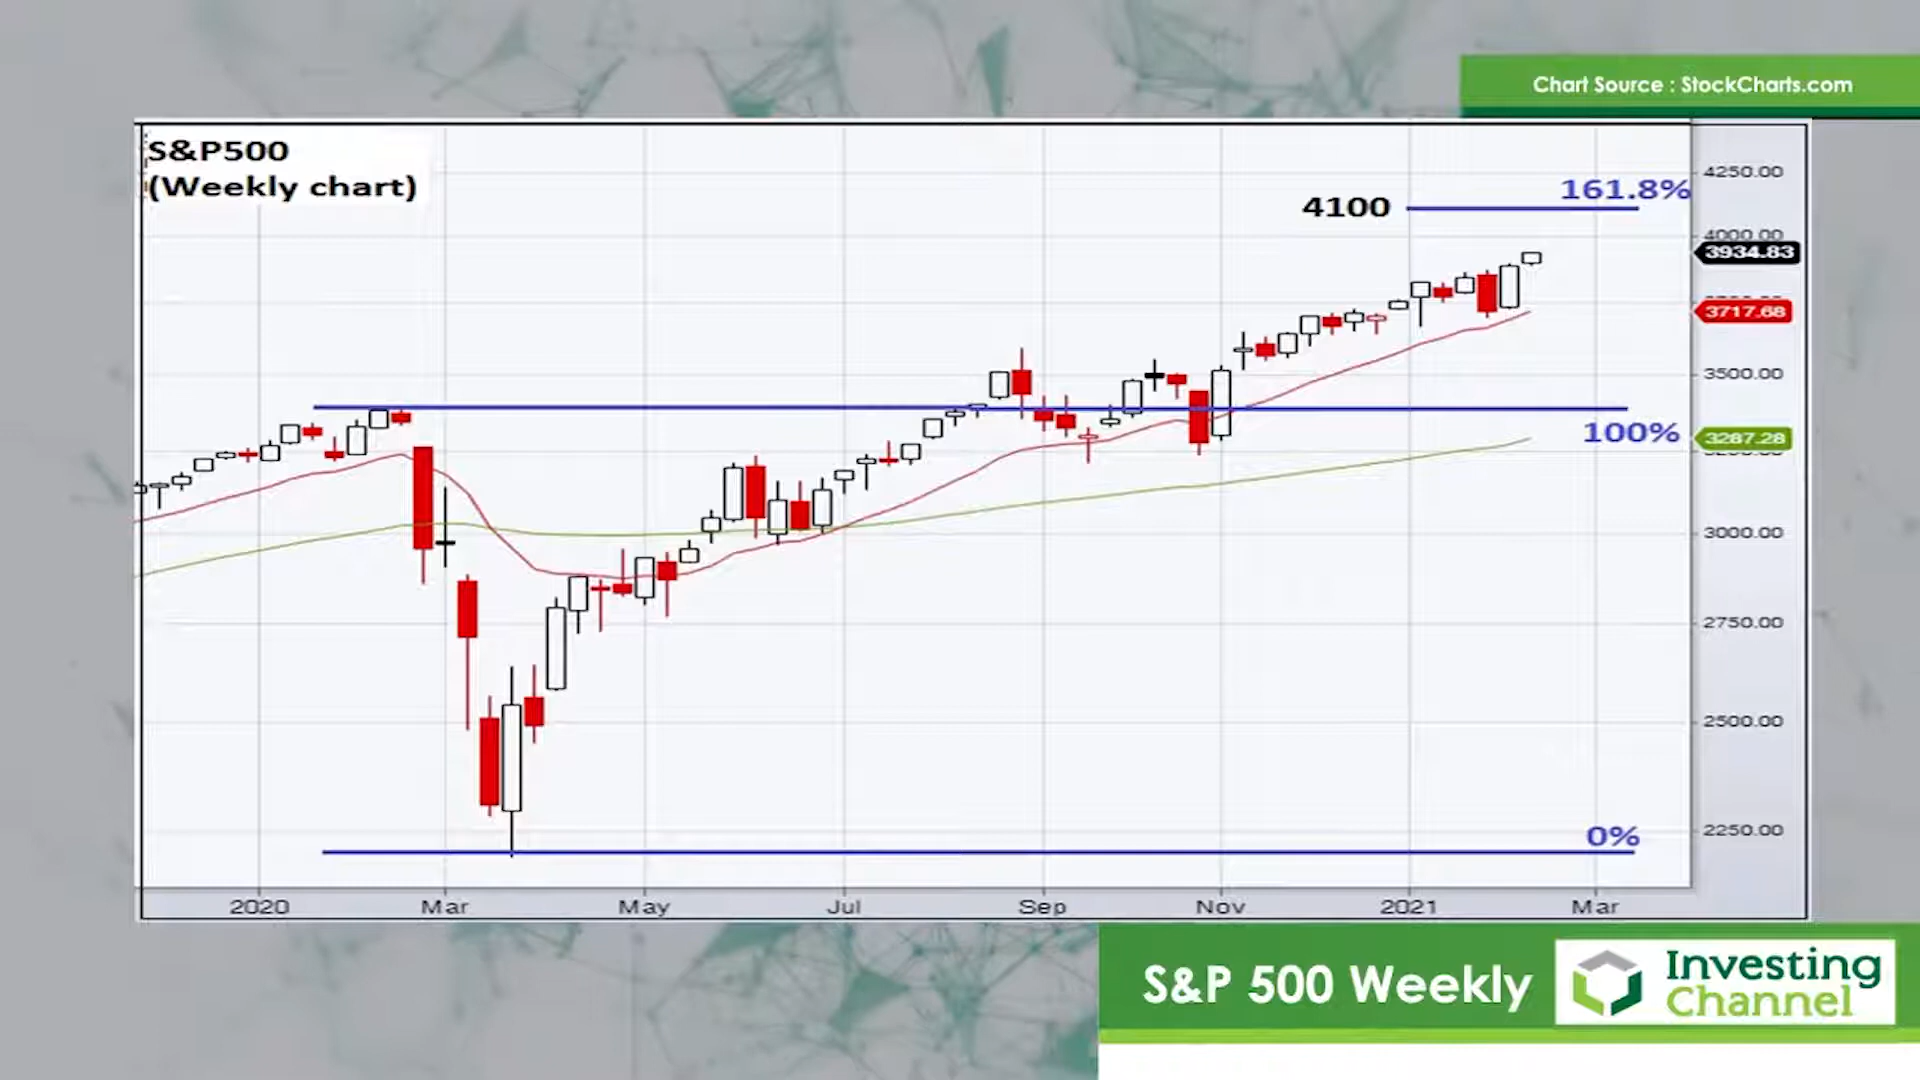 Chart Source : StockCharts.com
S&P500
(Weekly chart)
4250.00
161.8%
4100
4000.00
3934.83
3717.68
3500.00
100%
3287.28
3000.00
2750.00
2500.00
2250.00
0%
2020 Mar May Jul Sep Nov 2021 Mar
S&P 500 Weekly
Investing
Channel